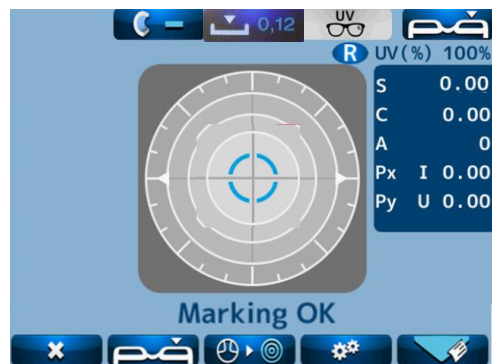 0,12 UV
R UV(%) 100%
S 0.00
C 0.00
A 0
Px I 0.00
Py U 0.00
Marking OK